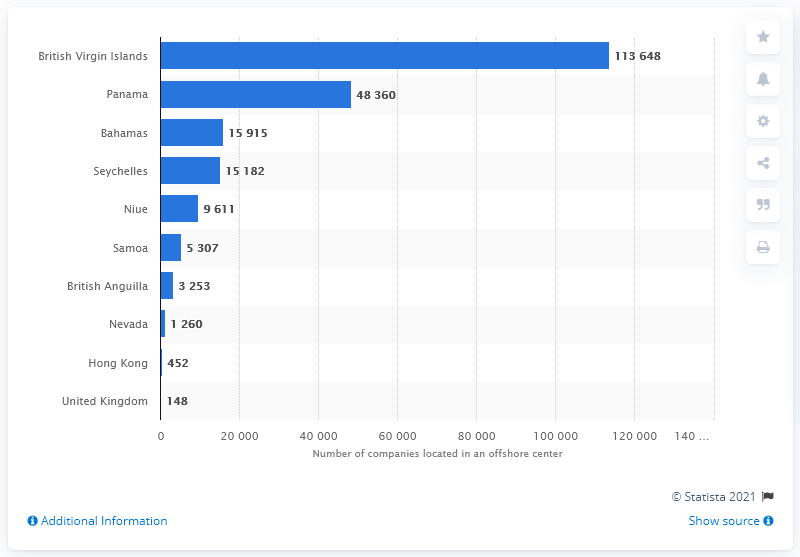 British Virgin Islands 113 648
Panama 48 360
Bahamas 15 915
Seychelles 15 182
Niue 9 611
Samoa 5 307
British Anguilla 3 253
Nevada 1 260
Hong Kong 452
United Kingdom 148
0 20 000 40 000 60 000 80 000 100 000 120 000 140 ...
Number of companies located in an offshore center
© Statista 2021
Additional Information Show source